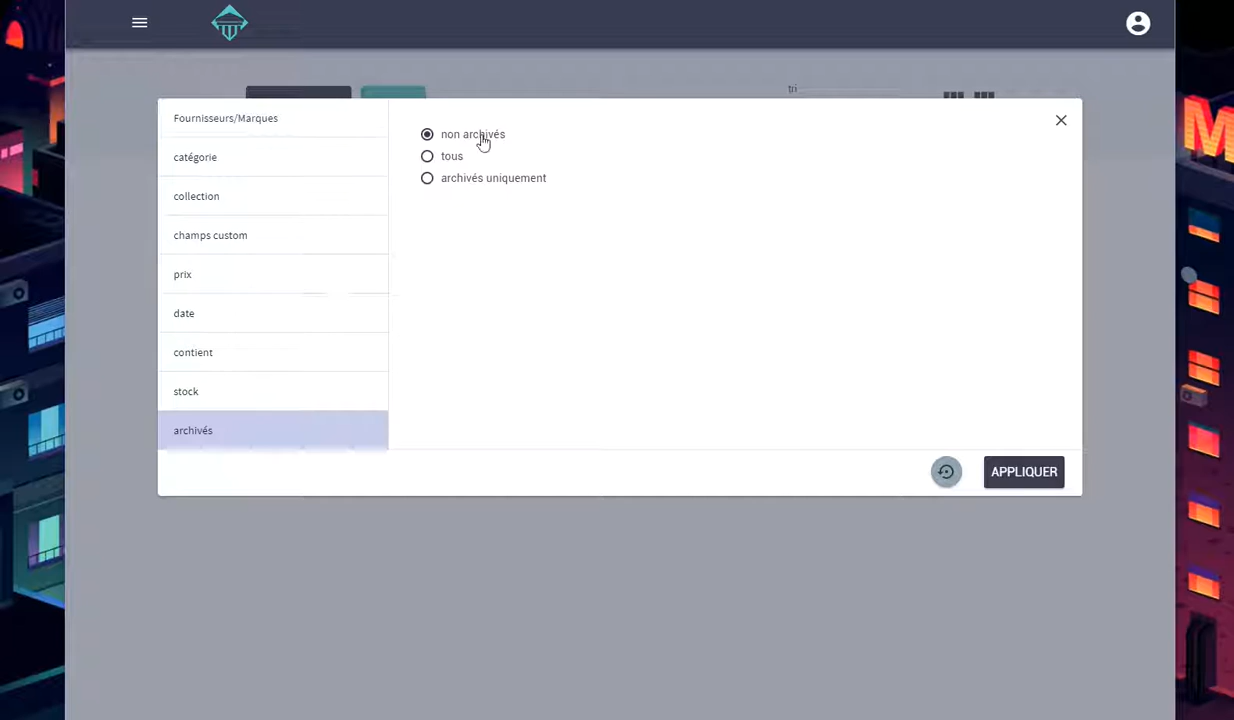 tri
Fournisseurs/Marques
catégorie
collection
champs custom
prix
date
contient
stock
archivés
non archivés
tous
archivés uniquement
APPLIQUER
M